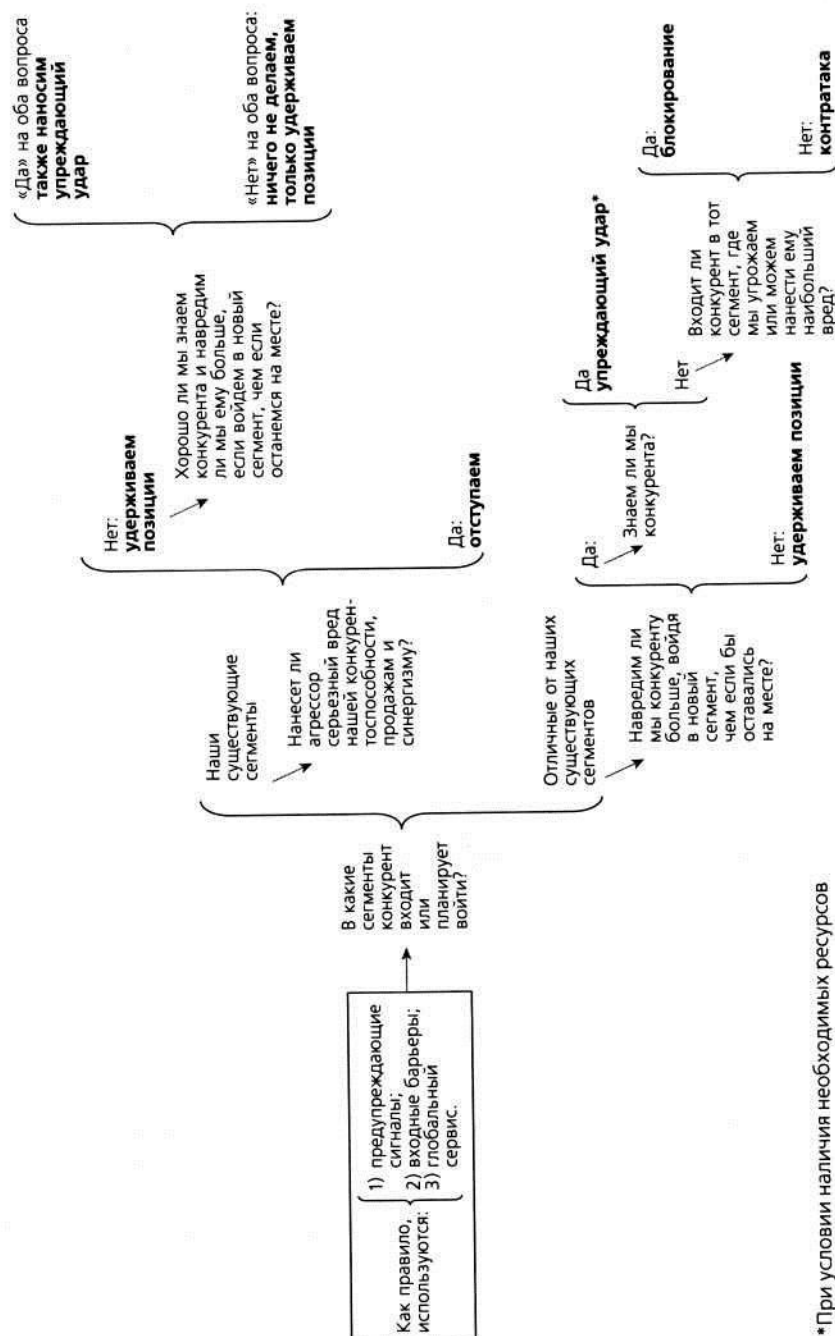 Как правило,
используются:
1) предупреждающие
сигналы;
2) входные барьеры;
3) глобальный
сервис.
В какие
сегменты
конкурент
входит
или
планирует
войти?
Наши
существующие
сегменты
Нанесет ли
агрессор
серьезный вред
нашей конкурен-
тоспособности,
продажам и
синергизму?
Нет:
удерживаем
позиции
Хорошо ли мы знаем
конкурента и навредим
ли мы ему больше,
если войдем в новый
сегмент, чем если
останемся на месте?
«Да» на оба вопроса
также наносим
упреждающий
удар
«Нет» на оба вопроса:
ничего не делаем,
только удерживаем
позиции
Да:
отступаем
Отличные от наших
существующих
сегментов
Навредим ли
мы конкуренту
больше, войдя
в новый
сегмент,
чем если бы
оставались
на месте?
Да:
Знаем ли мы
конкурента?
Да
упреждающий удар*
Нет
Входит ли
конкурент в тот
сегмент, где
мы угрожаем
или можем
нанести ему
наибольший
вред?
Да:
блокирование
Нет:
контратака
Нет:
удерживаем позиции
*При условии наличия необходимых ресурсов